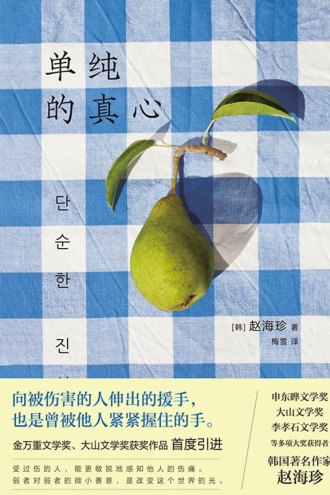 单纯
的真心
단
순
한
진
[韩] 赵海珍 著
梅雪 译
向被伤害的人伸出的援手，
也是曾被他人紧紧握住的手。
金万重文学奖、大山文学奖获奖作品 首度引进
受过伤的人，能更敏锐地感知他人的伤痛。
弱者对弱者的微小善意，是改变这个世界的光。
申东晔文学奖
大山文学奖
李孝石文学奖
等多项大奖获得者
韩国著名作家
赵海珍